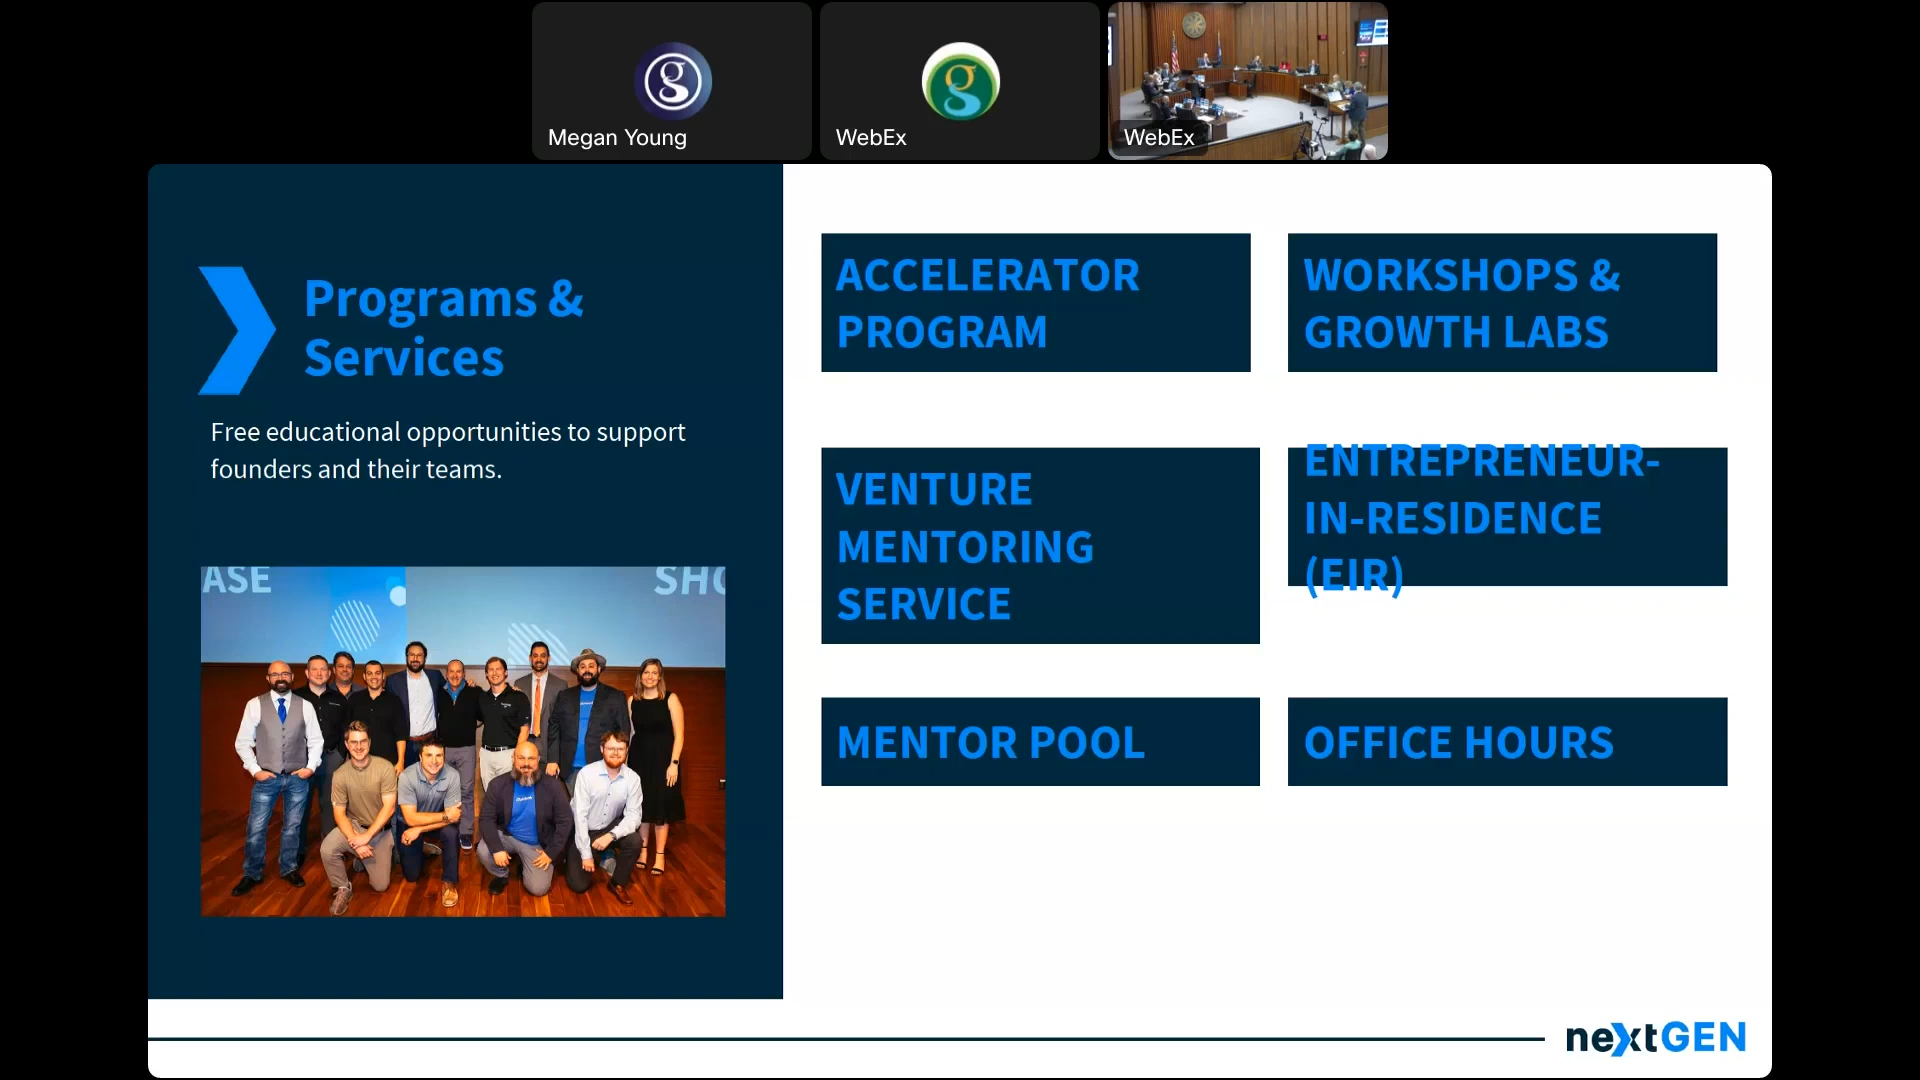 Megan Young
WebEx
WebEx
Programs &
Services
Free educational opportunities to support
founders and their teams.
ASE
SHO
ACCELERATOR
PROGRAM
WORKSHOPS &
GROWTH LABS
VENTURE
MENTORING
SERVICE
ENTREPRENEUR-
IN-RESIDENCE
(EIR)
MENTOR POOL
OFFICE HOURS
nextGEN